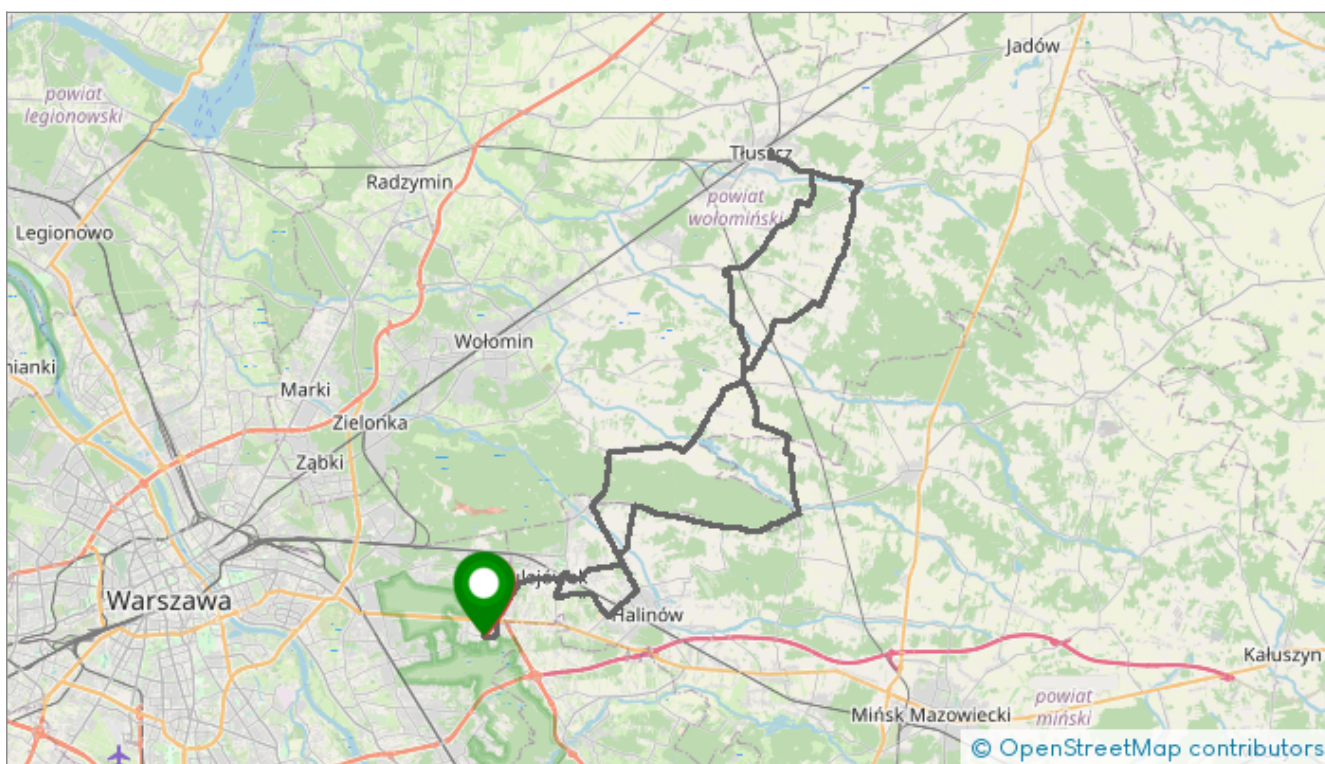 Jadów
powiat
legionowski
Tłuszcz
Radzymin
powiat
wołomiński
Legionowo
Wołomin
Marki
Zielonka
Ząbki
Warszawa
Halinów
Kałuszyn
powiat
miński
Mińsk Mazowiecki
© OpenStreetMap contributors